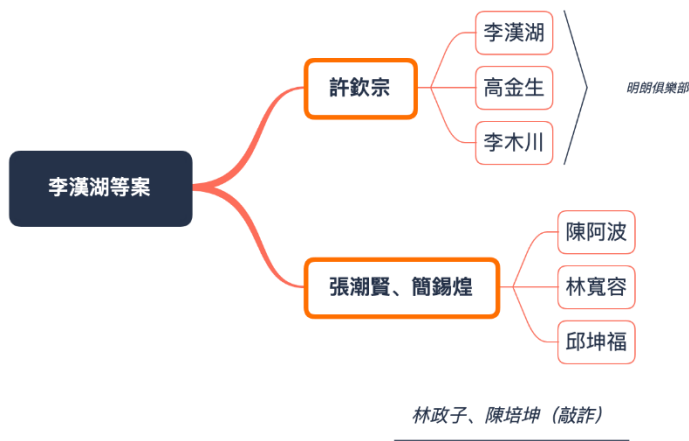 李漢湖等案
許欽宗
李漢湖
高金生
李木川
明朗俱樂部
張潮賢、簡錫煌
陳阿波
林寬容
邱坤福
林政子、陳培坤（敲詐）